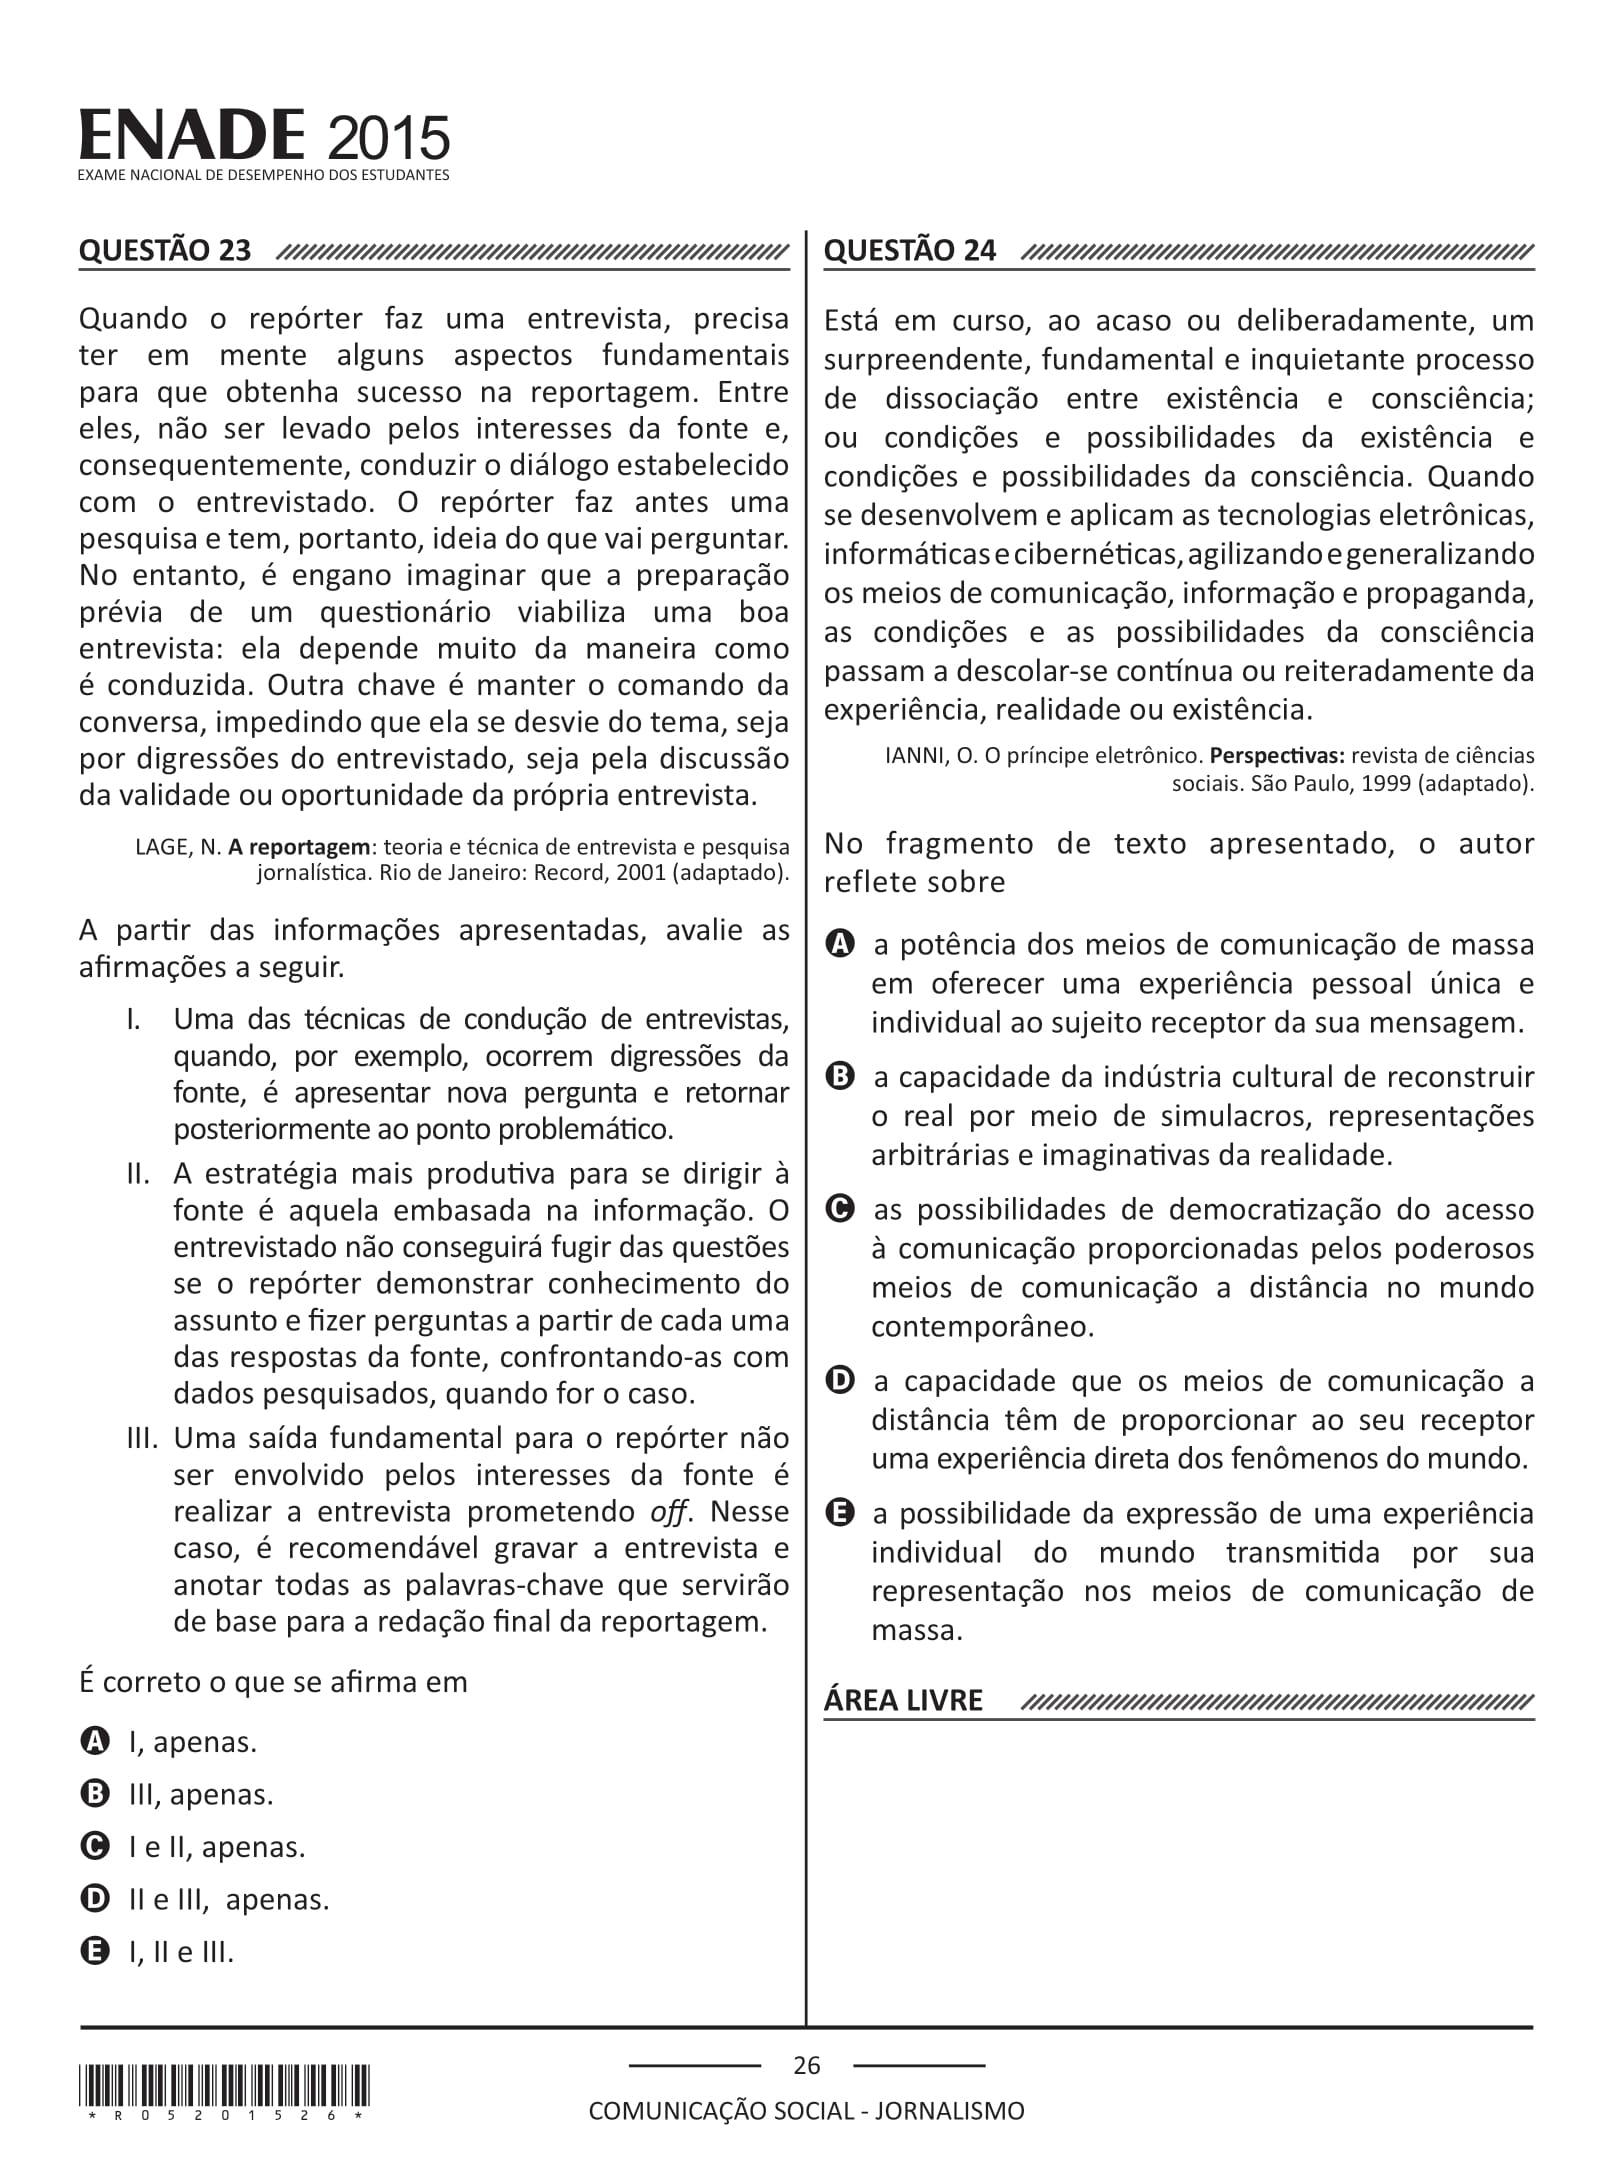 ENADE 2015
EXAME NACIONAL DE DESEMPENHO DOS ESTUDANTES
QUESTÃO 23
Quando o repórter faz uma entrevista, precisa
ter em mente alguns aspectos fundamentais
para que obtenha sucesso na reportagem. Entre
eles, não ser levado pelos interesses da fonte e,
consequentemente, conduzir o diálogo estabelecido
com o entrevistado. O repórter faz antes uma
pesquisa e tem, portanto, ideia do que vai perguntar.
No entanto, é engano imaginar que a preparação
prévia de um questionário viabiliza uma boa
entrevista: ela depende muito da maneira como
é conduzida. Outra chave é manter o comando da
conversa, impedindo que ela se desvie do tema, seja
por digressões do entrevistado, seja pela discussão
da validade ou oportunidade da própria entrevista.
LAGE, N. A reportagem: teoria e técnica de entrevista e pesquisa
jornalística. Rio de Janeiro: Record, 2001 (adaptado).
A partir das informações apresentadas, avalie as
afirmações a seguir.
I. Uma das técnicas de condução de entrevistas,
quando, por exemplo, ocorrem digressões da
fonte, é apresentar nova pergunta e retornar
posteriormente ao ponto problemático.
II. A estratégia mais produtiva para se dirigir à
fonte é aquela embasada na informação. O
entrevistado não conseguirá fugir das questões
se o repórter demonstrar conhecimento do
assunto e fizer perguntas a partir de cada uma
das respostas da fonte, confrontando-as com
dados pesquisados, quando for o caso.
III. Uma saída fundamental para o repórter não
ser envolvido pelos interesses da fonte é
realizar a entrevista prometendo off. Nesse
caso, é recomendável gravar a entrevista e
anotar todas as palavras-chave que servirão
de base para a redação final da reportagem.
É correto o que se afirma em
A I, apenas.
B III, apenas.
C I e II, apenas.
D II e III, apenas.
E I, II e III.
QUESTÃO 24
Está em curso, ao acaso ou deliberadamente, um
surpreendente, fundamental e inquietante processo
de dissociação entre existência e consciência;
ou condições e possibilidades da existência e
condições e possibilidades da consciência. Quando
se desenvolvem e aplicam as tecnologias eletrônicas,
informáticas e cibernéticas, agilizando e generalizando
os meios de comunicação, informação e propaganda,
as condições e as possibilidades da consciência
passam a descolar-se contínua ou reiteradamente da
experiência, realidade ou existência.
IANNI, O. O príncipe eletrônico. Perspectivas: revista de ciências
sociais. São Paulo, 1999 (adaptado).
No fragmento de texto apresentado, o autor
reflete sobre
A a potência dos meios de comunicação de massa
em oferecer uma experiência pessoal única e
individual ao sujeito receptor da sua mensagem.
B a capacidade da indústria cultural de reconstruir
o real por meio de simulacros, representações
arbitrárias e imaginativas da realidade.
C as possibilidades de democratização do acesso
à comunicação proporcionadas pelos poderosos
meios de comunicação a distância no mundo
contemporâneo.
D a capacidade que os meios de comunicação a
distância têm de proporcionar ao seu receptor
uma experiência direta dos fenômenos do mundo.
E a possibilidade da expressão de uma experiência
individual do mundo transmitida por sua
representação nos meios de comunicação de
massa.
ÁREA LIVRE
*R05201526*
26
COMUNICAÇÃO SOCIAL - JORNALISMO